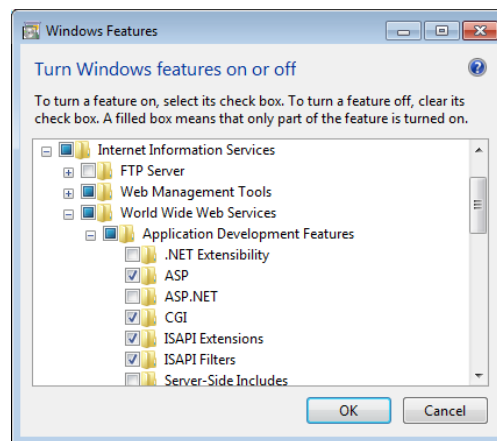 Windows Features
Turn Windows features on or off
To turn a feature on, select its check box. To turn a feature off, clear its
check box. A filled box means that only part of the feature is turned on.
Internet Information Services
FTP Server
Web Management Tools
World Wide Web Services
Application Development Features
.NET Extensibility
ASP
ASP.NET
CGI
ISAPI Extensions
ISAPI Filters
Server-Side Includes
OK Cancel